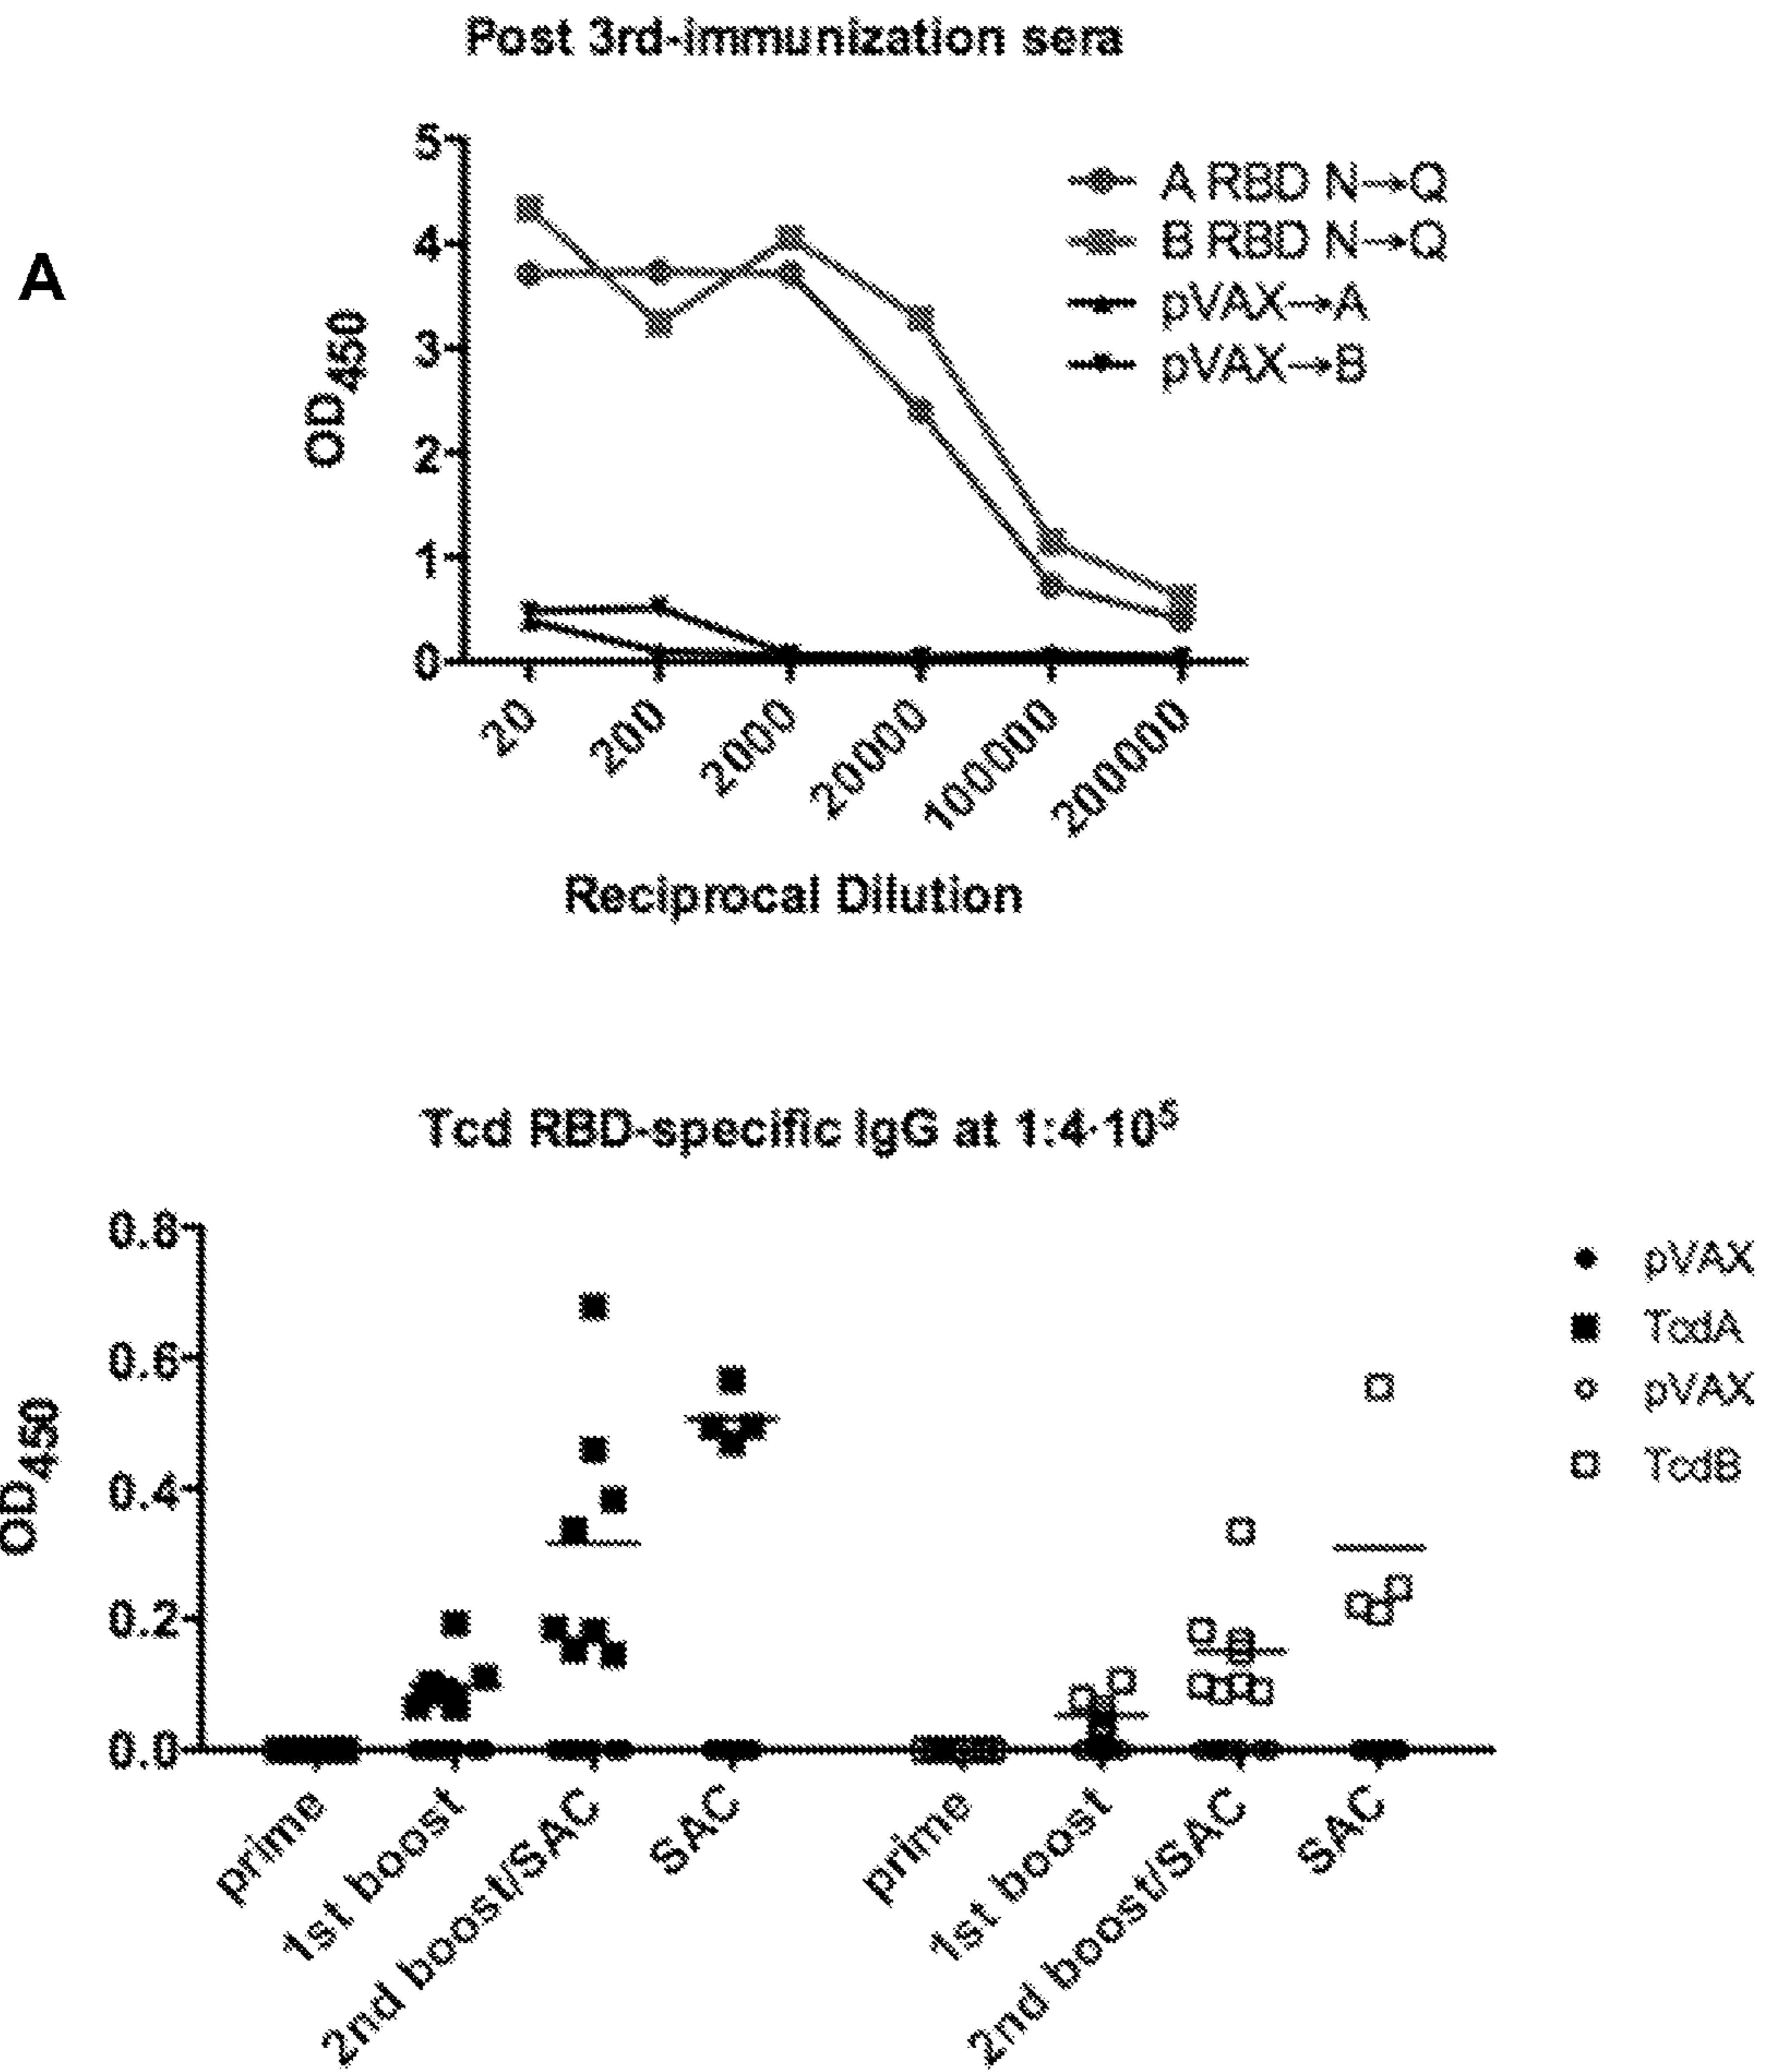 Post 3rd-immunization sera
A
OD450
5
4
3
2
1
0
A RBD N→Q
B RBD N→Q
pVAX→A
pVAX→B
20
200
2000
20000
100000
200000
Reciprocal Dilution
Tcd RBD-specific IgG at 1:4·10⁵
OD450
0.8
0.6
0.4
0.2
0.0
pVAX
TcdA
pVAX
TcdB
prime
1st boost
2nd boost/SAC
SAC
prime
1st boost
2nd boost/SAC
SAC